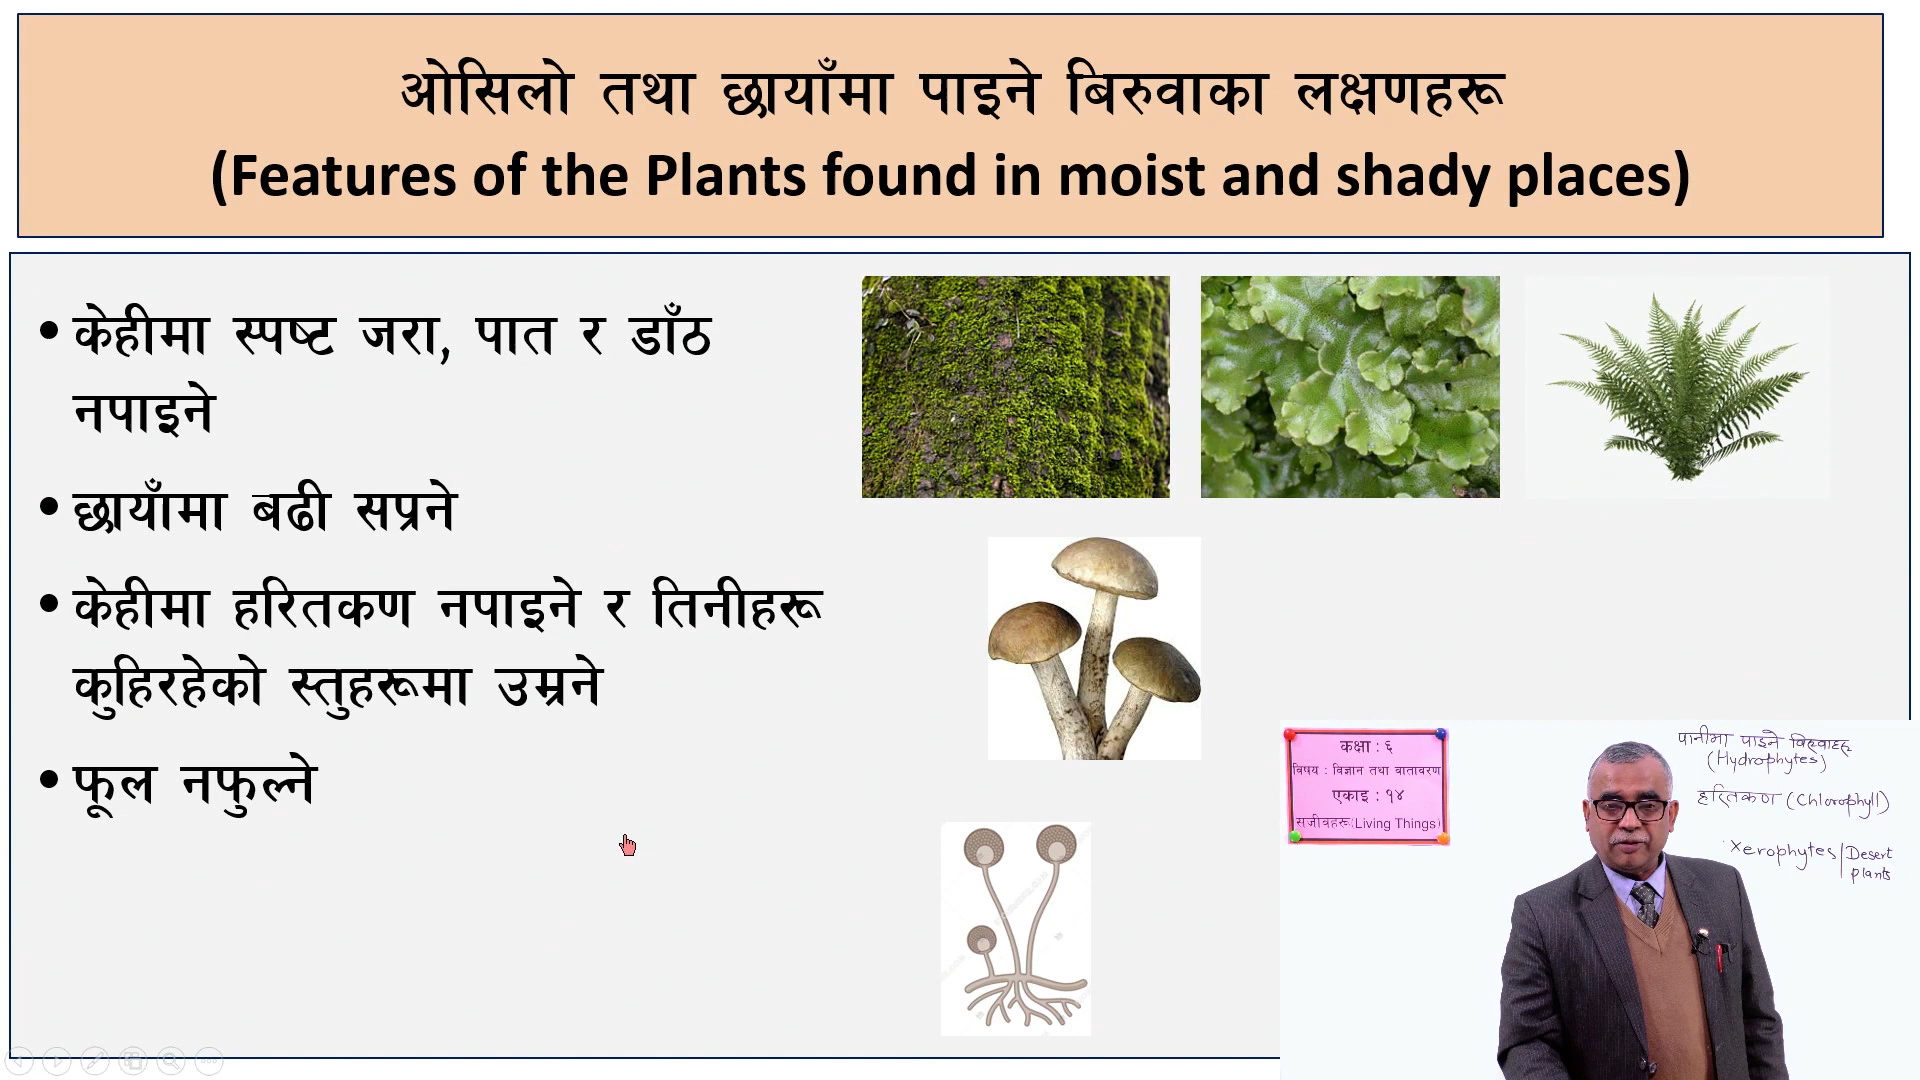 ओसिलो तथा छायाँमा पाइने बिरुवाका लक्षणहरू
(Features of the Plants found in moist and shady places)
• केहीमा स्पष्ट जरा, पात र डाँठ
नपाइने
• छायाँमा बढी सप्रने
• केहीमा हरितकण नपाइने र तिनीहरू
कुहिरहेको स्तुहरूमा उम्रने
• फूल नफुल्ने
कक्षा : ६
विषय : विज्ञान तथा वातावरण
एकाइ : १४
सजीवहरू(Living Things)
पानीमा पाइने बिरुवाहरू
(Hydrophytes)
हरितकण (Chlorophyll)
Xerophytes/Desert
plants